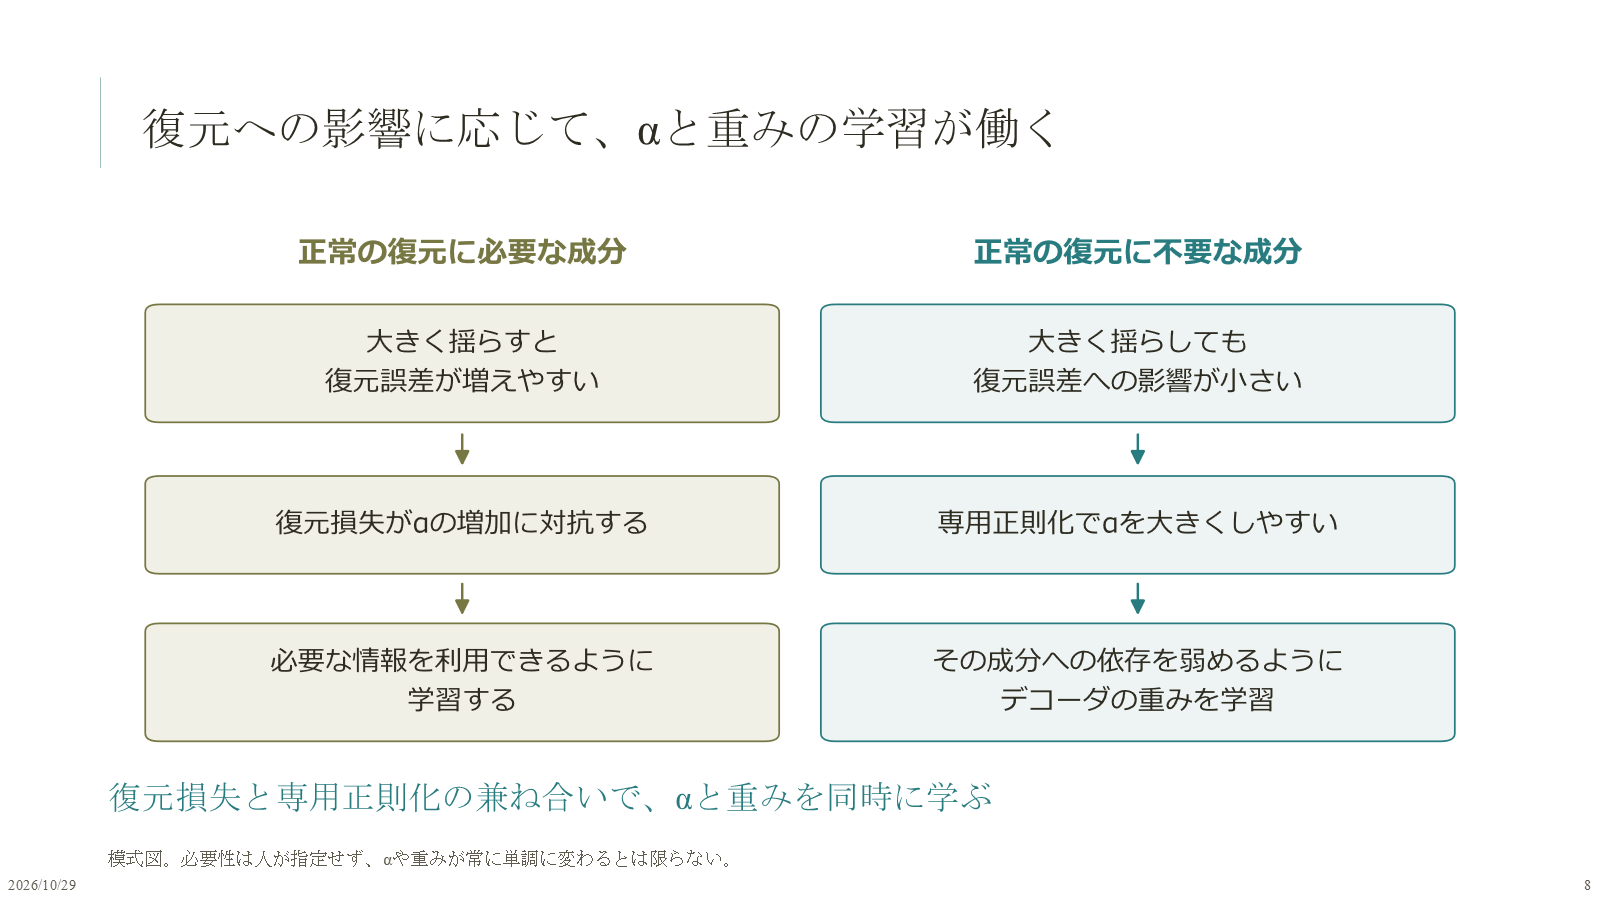 復元への影響に応じて、αと重みの学習が働く
正常の復元に必要な成分
大きく揺らすと
復元誤差が増えやすい
復元損失がαの増加に対抗する
必要な情報を利用できるように
学習する
正常の復元に不要な成分
大きく揺らしても
復元誤差への影響が小さい
専用正則化でαを大きくしやすい
その成分への依存を弱めるように
デコーダの重みを学習
復元損失と専用正則化の兼ね合いで、αと重みを同時に学ぶ
模式図。必要性は人が指定せず、αや重みが常に単調に変わるとは限らない。
2026/10/29
8